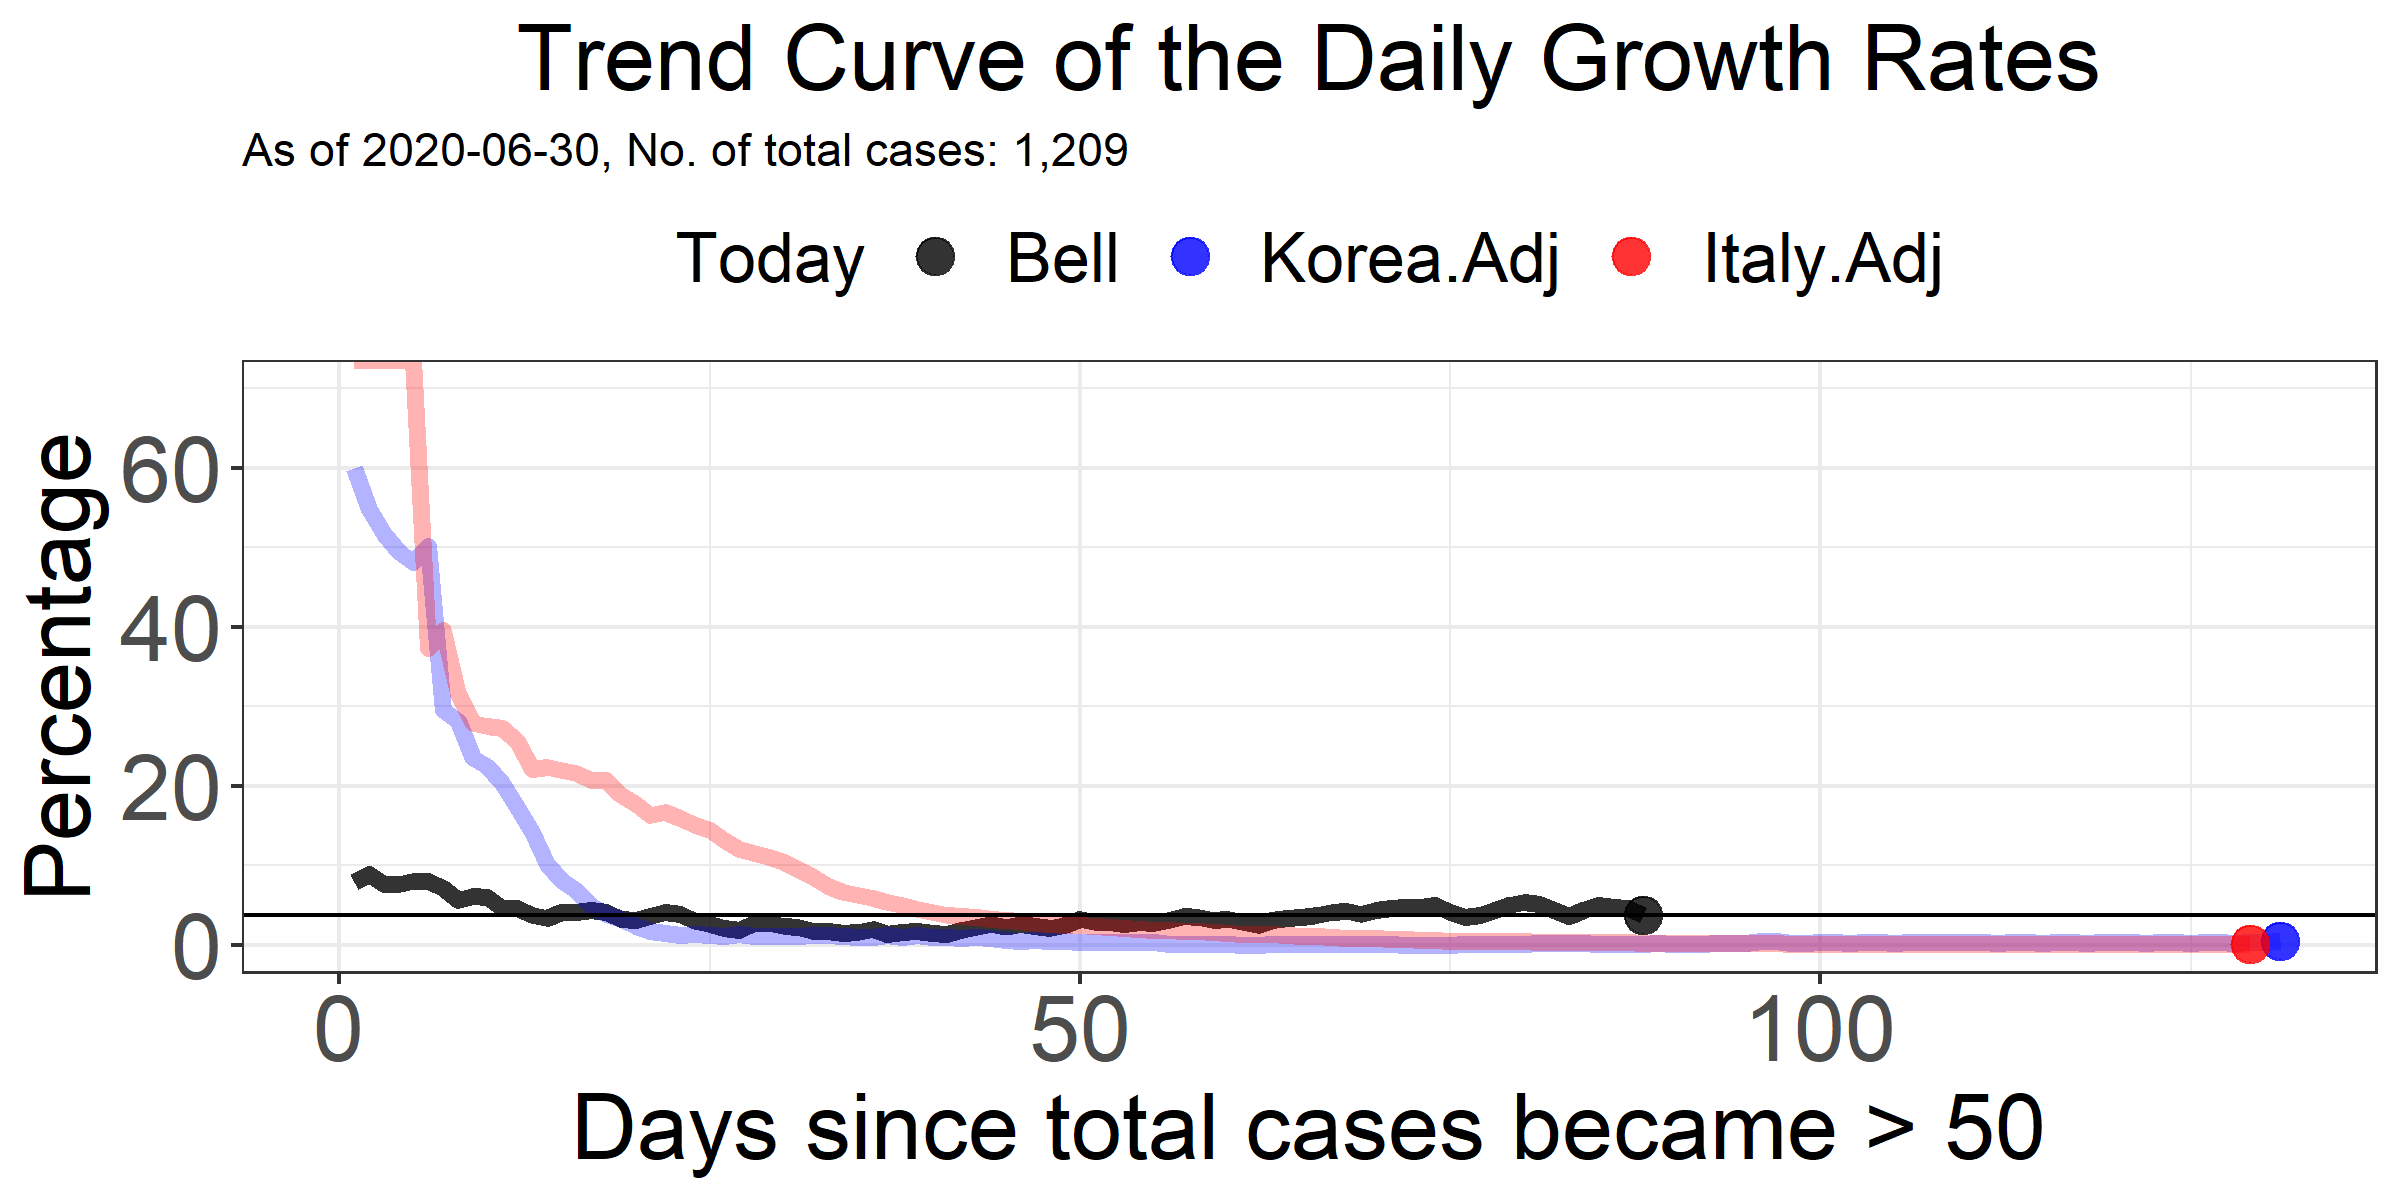 Trend Curve of the Daily Growth Rates
As of 2020-06-30, No. of total cases: 1,209
Today Bell Korea.Adj Italy.Adj
Percentage
60
40
20
0
0 50 100
Days since total cases became > 50